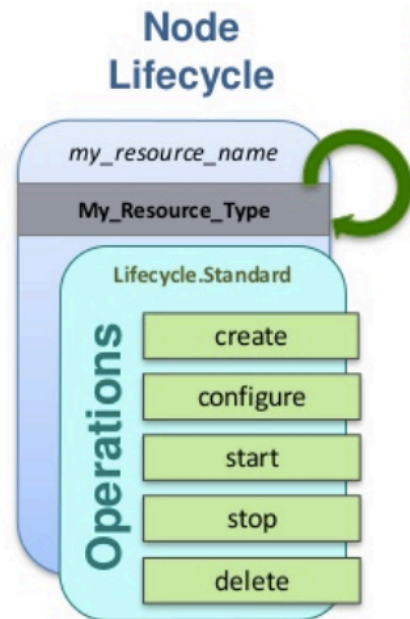 Node
Lifecycle
my_resource_name
My_Resource_Type
Lifecycle.Standard
Operations
create
configure
start
stop
delete